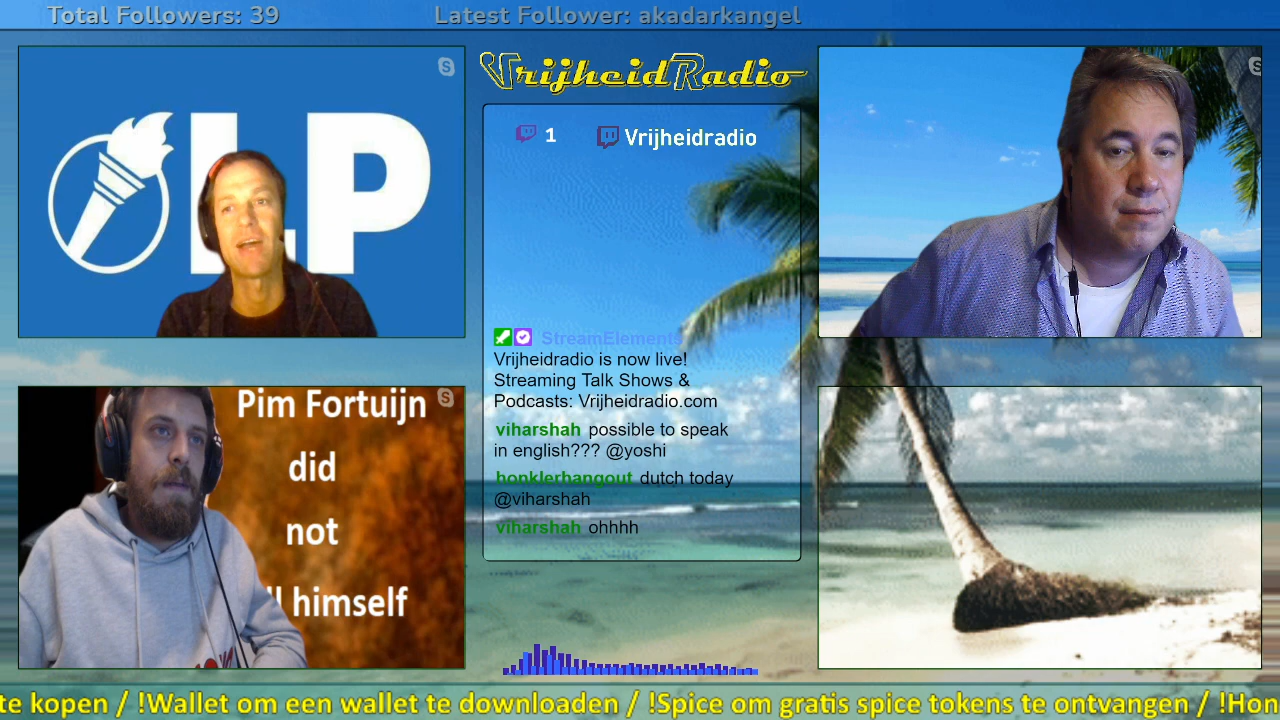 Total Followers: 39
Latest Follower: akadarkangel
LP
VrijheidRadio
1
Vrijheidradio
StreamElements
Vrijheidradio is now live!
Streaming Talk Shows &
Podcasts: Vrijheidradio.com
viharshah possible to speak
in english??? @yoshi
honklerhangout dutch today
@viharshah
viharshah ohhhh
Pim Fortuijn
did
not
himself
te kopen / !Wallet om een wallet te downloaden / !Spice om gratis spice tokens te ontvangen / !Hon